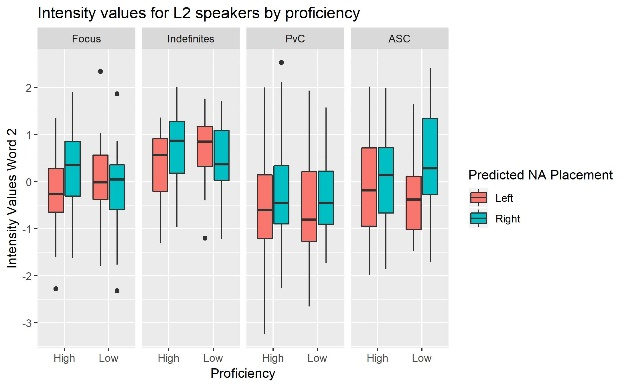 Intensity values for L2 speakers by proficiency
Focus
Indefinites
PvC
ASC
Intensity Values Word 2
2
1
0
-1
-2
-3
High
Low
High
Low
High
Low
High
Low
Proficiency
Predicted NA Placement
Left
Right